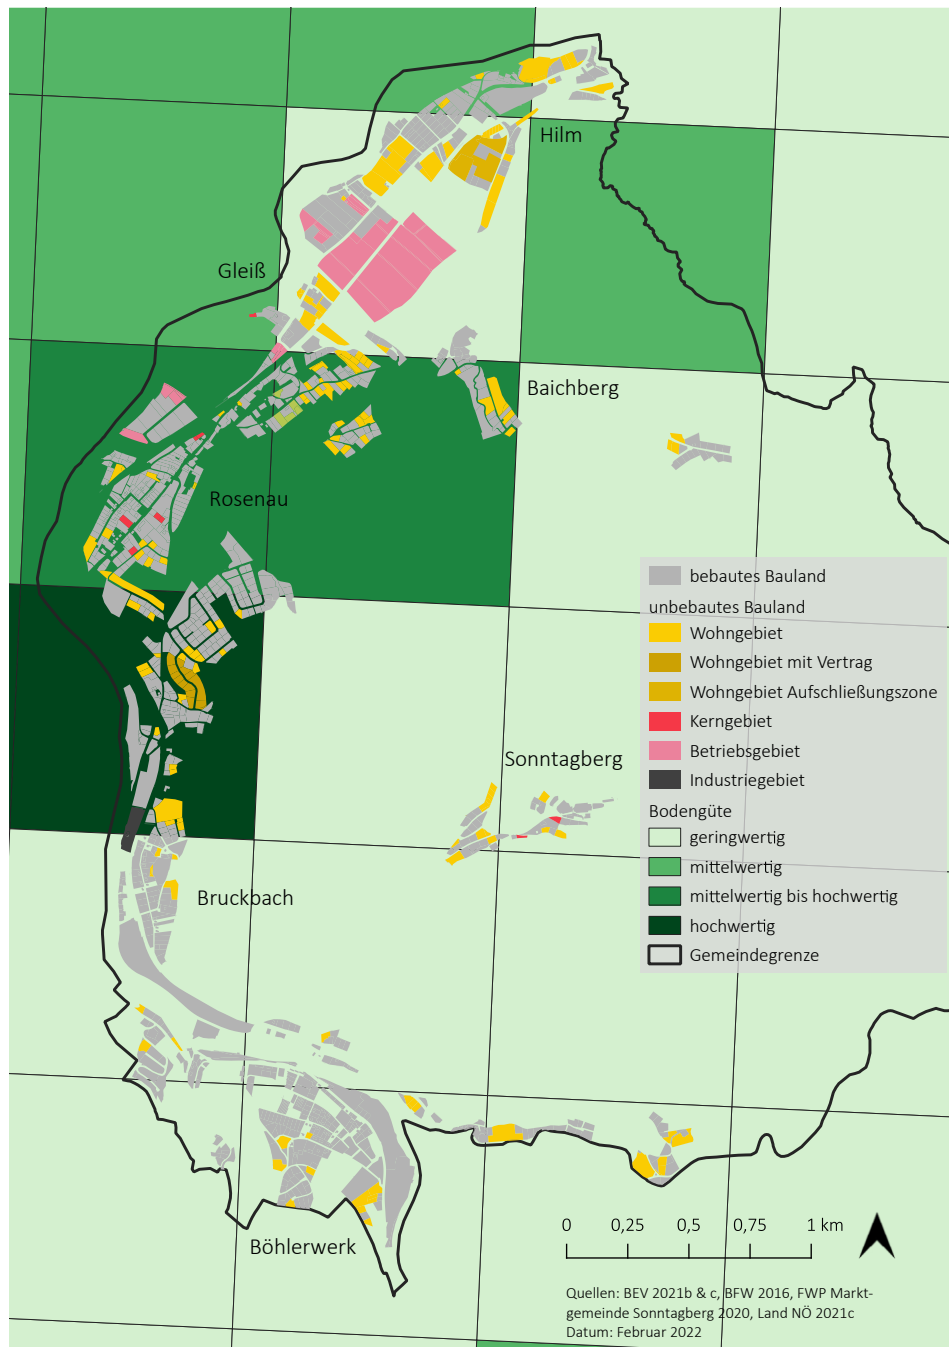 Hilm
Gleiß
Baichberg
Rosenau
bebautes Bauland
unbebautes Bauland
Wohngebiet
Wohngebiet mit Vertrag
Wohngebiet Aufschließungszone
Kerngebiet
Betriebsgebiet
Industriegebiet
Bodengüte
geringwertig
mittelwertig
mittelwertig bis hochwertig
hochwertig
Gemeindegrenze
Sonntagberg
Bruckbach
Böhlerwerk
0 0,25 0,5 0,75 1 km
Quellen: BEV 2021b & c, BFW 2016, FWP Markt-
gemeinde Sonntagberg 2020, Land NÖ 2021c
Datum: Februar 2022